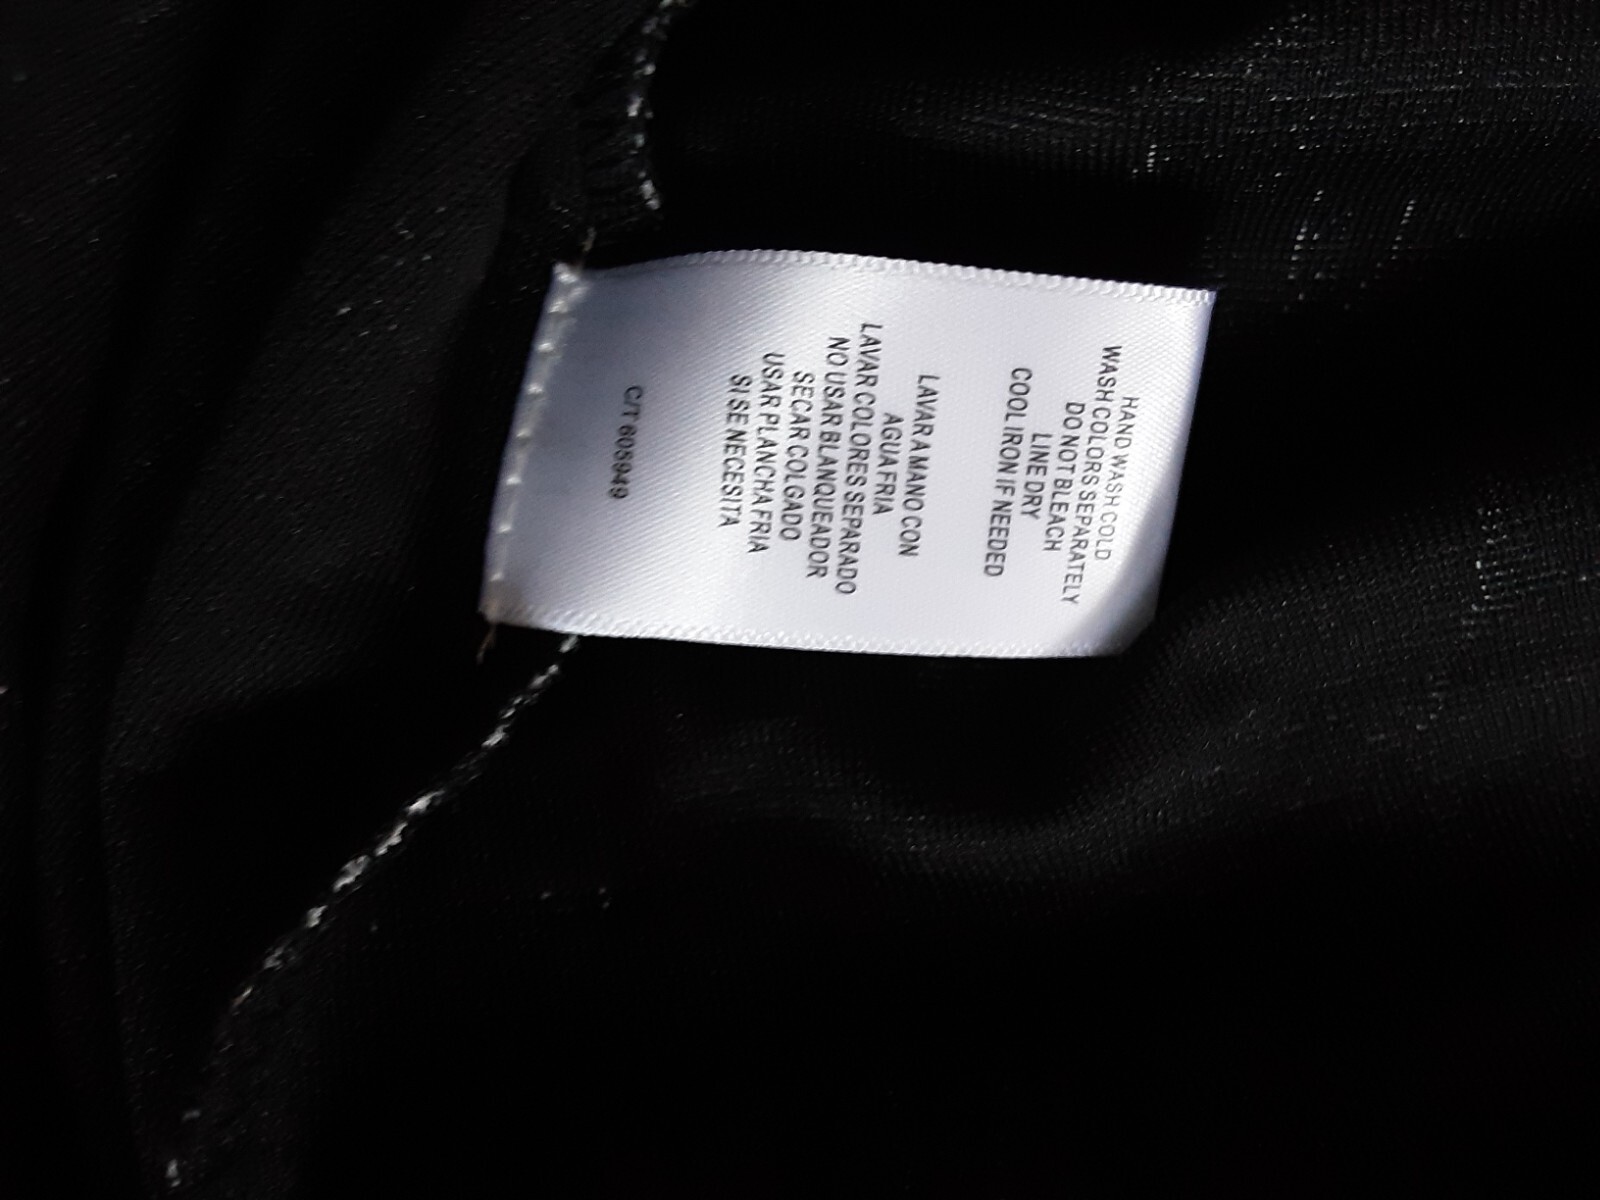 HAND WASH COLD
WASH COLORS SEPARATELY
DO NOT BLEACH
LINE DRY
COOL IRON IF NEEDED
LAVAR A MANO CON
AGUA FRIA
LAVAR COLORES SEPARADO
NO USAR BLANQUEADOR
SECAR COLGADO
USAR PLANCHA FRIA
SI SE NECESITA
C/T 605949